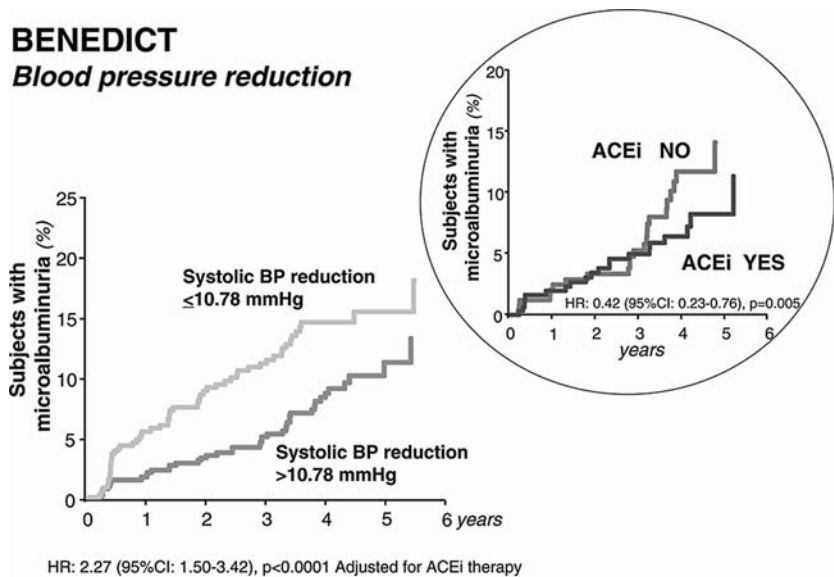 BENEDICT
Blood pressure reduction
Subjects with
microalbuminuria (%)
25
20
15
10
5
0
Systolic BP reduction
≤10.78 mmHg
Systolic BP reduction
>10.78 mmHg
0 1 2 3 4 5 6 years
HR: 2.27 (95%CI: 1.50-3.42), p<0.0001 Adjusted for ACEi therapy
Subjects with
microalbuminuria (%)
20
15
10
5
0
ACEi NO
ACEi YES
HR: 0.42 (95%CI: 0.23-0.76), p=0.005
0 1 2 3 4 5 6
years